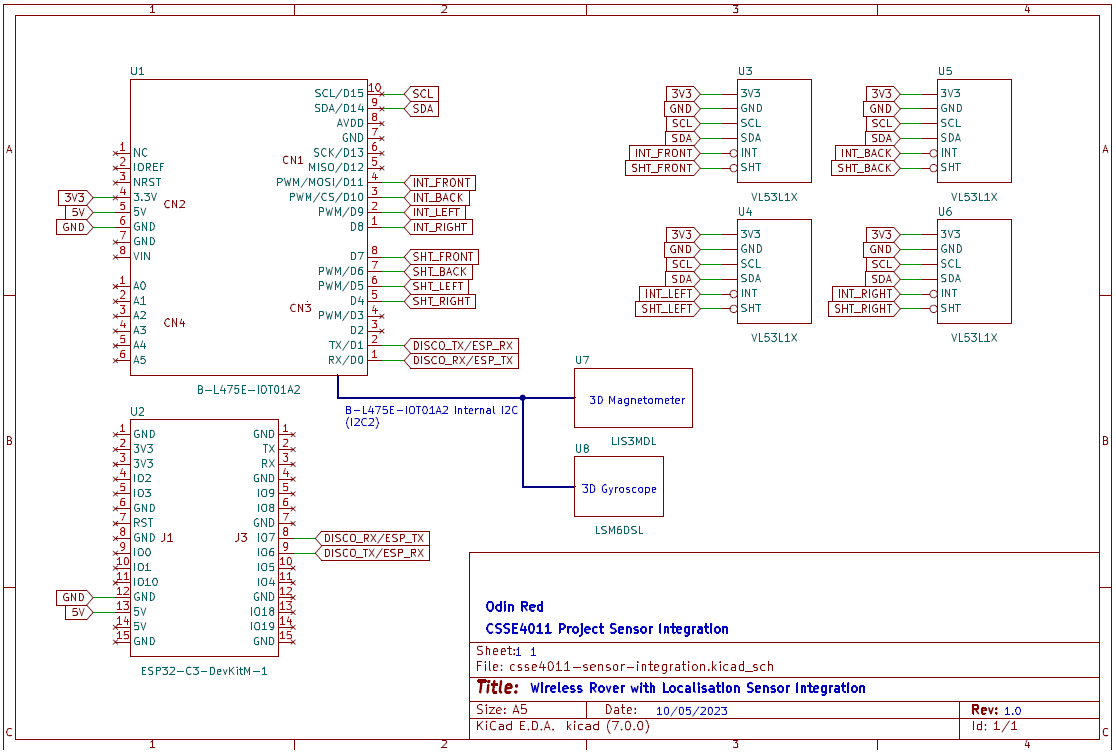 1
2
3
4
A
B
C
U1
SCL/D15 10 SCL
SDA/D14 9 SDA
AVDD 8
GND 7
SCK/D13 6
MISO/D12 5
CN1
PWM/MOSI/D11 4 INT_FRONT
PWM/CS/D10 3 INT_BACK
PWM/D9 2 INT_LEFT
D8 1 INT_RIGHT
D7 8 SHT_FRONT
PWM/D6 7 SHT_BACK
PWM/D5 6 SHT_LEFT
D4 5 SHT_RIGHT
CN3
PWM/D3 4
D2 3
TX/D1 2 DISCO_TX/ESP_RX
RX/D0 1 DISCO_RX/ESP_TX
1 NC
2 IOREF
3 NRST
3V3 4 3.3V
CN2
5V 5 5V
GND 6 GND
7 GND
8 VIN
1 A0
2 A1
3 A2
CN4
4 A3
5 A4
6 A5
B-L475E-IOT01A2
B-L475E-IOT01A2 Internal I2C
(I2C2)
U3
3V3 3V3
GND GND
SCL SCL
SDA SDA
INT_FRONT INT
SHT_FRONT SHT
VL53L1X
U5
3V3 3V3
GND GND
SCL SCL
SDA SDA
INT_BACK INT
SHT_BACK SHT
VL53L1X
U4
3V3 3V3
GND GND
SCL SCL
SDA SDA
INT_LEFT INT
SHT_LEFT SHT
VL53L1X
U6
3V3 3V3
GND GND
SCL SCL
SDA SDA
INT_RIGHT INT
SHT_RIGHT SHT
VL53L1X
U7
3D Magnetometer
LIS3MDL
U8
3D Gyroscope
LSM6DSL
U2
1 GND GND 1
2 3V3 TX 2
3 3V3 RX 3
4 IO2 GND 4
5 IO3 IO9 5
6 GND IO8 6
7 RST GND 7
8 GND J1 J3 IO7 8 DISCO_RX/ESP_TX
9 IO0 IO6 9 DISCO_TX/ESP_RX
10 IO1 IO5 10
11 IO10 IO4 11
GND 12 GND GND 12
5V 13 5V IO18 13
14 5V IO19 14
15 GND GND 15
ESP32-C3-DevKitM-1
Odin Red
CSSE4011 Project Sensor Integration
Sheet: 1 1
File: csse4011-sensor-integration.kicad_sch
Title: Wireless Rover with Localisation Sensor Integration
Size: A5 Date: 10/05/2023 Rev: 1.0
KiCad E.D.A. kicad (7.0.0) Id: 1/1
A
B
C
1
2
3
4